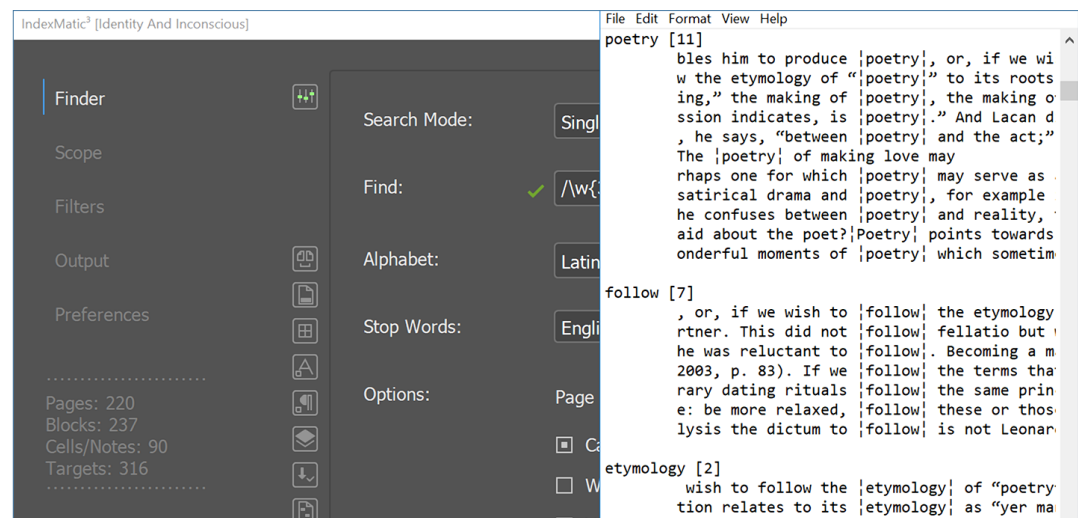 IndexMatic³ [Identity And Inconscious]
Finder
Scope
Filters
Output
Preferences
Pages: 220
Blocks: 237
Cells/Notes: 90
Targets: 316
Search Mode:
Find:
/\w{
Alphabet:
Latin
Stop Words:
Options:
Page
File Edit Format View Help
poetry [11]
bles him to produce ¦poetry¦, or, if we wi
w the etymology of “¦poetry¦” to its roots
ing,” the making of ¦poetry¦, the making o
ssion indicates, is ¦poetry¦.” And Lacan d
, he says, “between ¦poetry¦ and the act;”
The ¦poetry¦ of making love may
rhaps one for which ¦poetry¦ may serve as
satirical drama and ¦poetry¦, for example
he confuses between ¦poetry¦ and reality,
aid about the poet?¦Poetry¦ points towards
onderful moments of ¦poetry¦ which sometim
follow [7]
, or, if we wish to ¦follow¦ the etymology
rtner. This did not ¦follow¦ fellatio but
he was reluctant to ¦follow¦. Becoming a m
2003, p. 83). If we ¦follow¦ the terms tha
rary dating rituals ¦follow¦ the same prin
e: be more relaxed, ¦follow¦ these or thos
lysis the dictum to ¦follow¦ is not Leonar
etymology [2]
wish to follow the ¦etymology¦ of “poetry
tion relates to its ¦etymology¦ as “yer ma